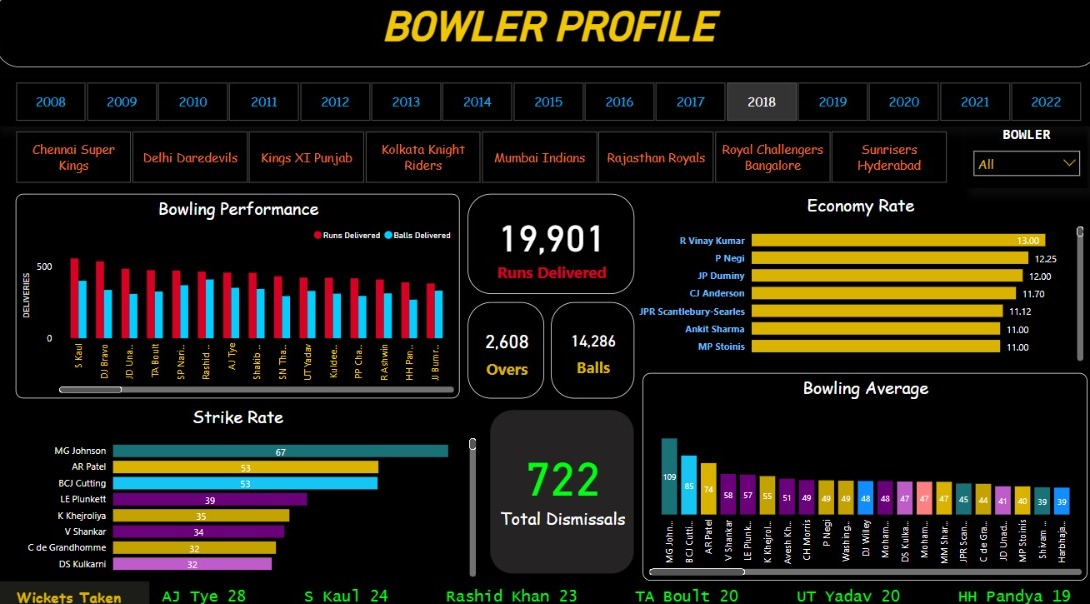 BOWLER PROFILE
2008 2009 2010 2011 2012 2013 2014 2015 2016 2017 2018 2019 2020 2021 2022
Chennai Super Kings
Delhi Daredevils
Kings XI Punjab
Kolkata Knight Riders
Mumbai Indians
Rajasthan Royals
Royal Challengers Bangalore
Sunrisers Hyderabad
BOWLER
All
Bowling Performance
Runs Delivered Balls Delivered
DELIVERIES
500
0
S Kaul
DJ Bravo
JD Una...
TA Boult
SP Nari...
Rashid ...
AJ Tye
Shakib ...
SN Tha...
UT Yadav
Kuldee...
PP Cha...
R Ashwin
HH Pan...
JJ Bumr...
19,901
Runs Delivered
2,608
Overs
14,286
Balls
Economy Rate
R Vinay Kumar 13.00
P Negi 12.25
JP Duminy 12.00
CJ Anderson 11.70
JPR Scantlebury-Searles 11.12
Ankit Sharma 11.00
MP Stoinis 11.00
Strike Rate
MG Johnson 67
AR Patel 53
BCJ Cutting 53
LE Plunkett 39
K Khejroliya 35
V Shankar 34
C de Grandhomme 32
DS Kulkarni 32
722
Total Dismissals
Bowling Average
109 85 74 58 57 55 51 49 49 49 48 48 47 47 47 45 44 41 40 39 39
MG John...
BCJ Cutti...
AR Patel
V Shankar
LE Plunk...
K Khejrol...
Avesh Kh...
CH Morris
P Negi
Washing...
DJ Willey
Moham...
DS Kulka...
Moham...
MM Shar...
JPR Scan...
C de Gra...
JD Unad...
MP Stoinis
Shivam ...
Harbhaja...
Wickets Taken AJ Tye 28 S Kaul 24 Rashid Khan 23 TA Boult 20 UT Yadav 20 HH Pandya 19